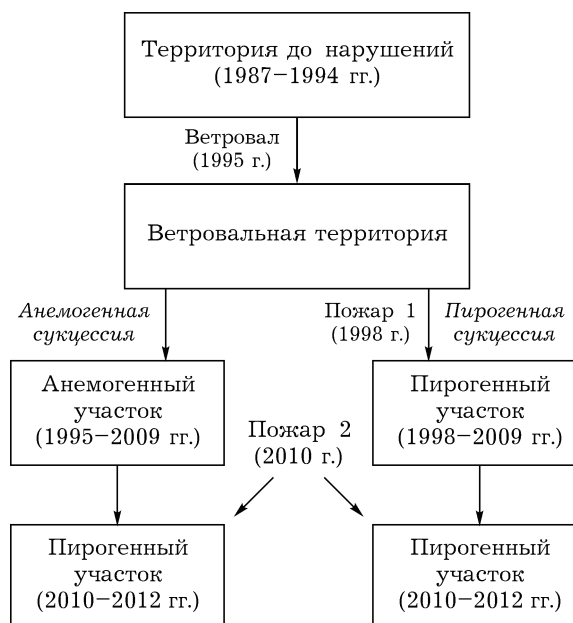 Территория до нарушений
(1987−1994 гг.)
Ветровал
(1995 г.)
Ветровальная территория
Анемогенная
сукцессия
Пожар 1
(1998 г.)
Пирогенная
сукцессия
Анемогенный
участок
(1995−2009 гг.)
Пирогенный
участок
(1998−2009 гг.)
Пожар 2
(2010 г.)
Пирогенный
участок
(2010−2012 гг.)
Пирогенный
участок
(2010−2012 гг.)